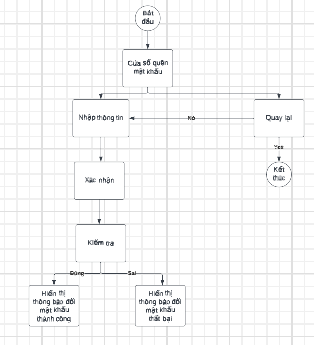 Bắt
đầu
Cửa sổ quên
mật khẩu
Nhập thông tin
No
Quay lại
Yes
Xác nhận
Kết
thúc
Kiểm tra
Đúng
Sai
Hiển thị
thông báo đổi
mật khẩu
thành công
Hiển thị
thông báo đổi
mật khẩu
thất bại